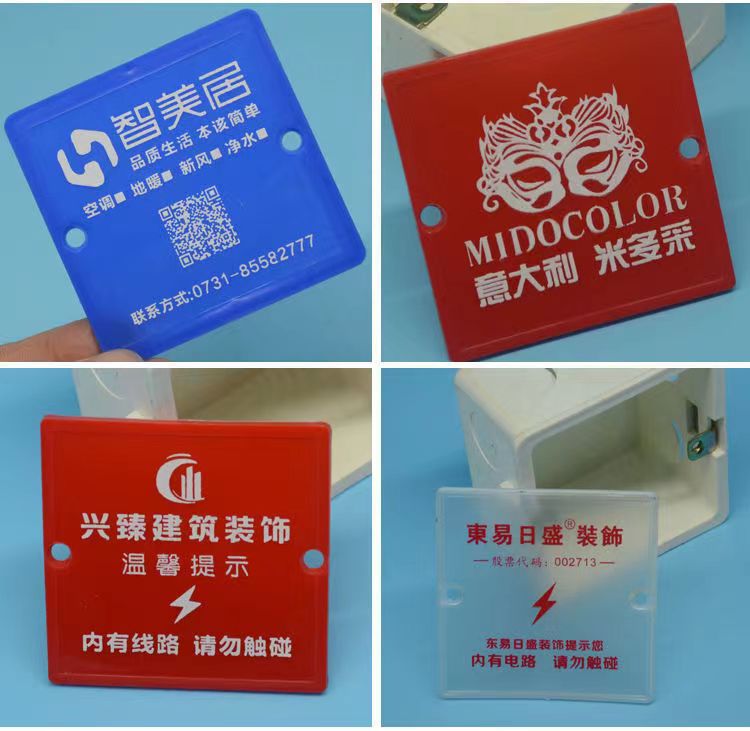 智美居
品质生活 本该简单
空调■ 地暖■ 新风■ 净水■
联系方式:0731-85582777
MIDOCOLOR
意大利 米多采
兴臻建筑装饰
温馨提示
内有线路 请勿触碰
東易日盛®裝飾
股票代码：002713
东易日盛装饰提示您
内有电路 请勿触碰